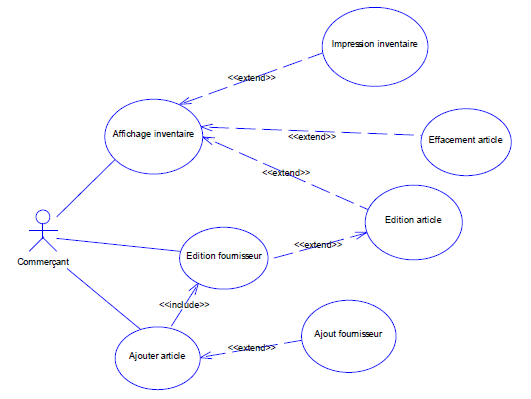 Impression inventaire
<<extend>>
Affichage inventaire
<<extend>>
Effacement article
<<extend>>
Edition article
Commerçant
Edition fournisseur
<<extend>>
<<include>>
Ajout fournisseur
<<extend>>
Ajouter article